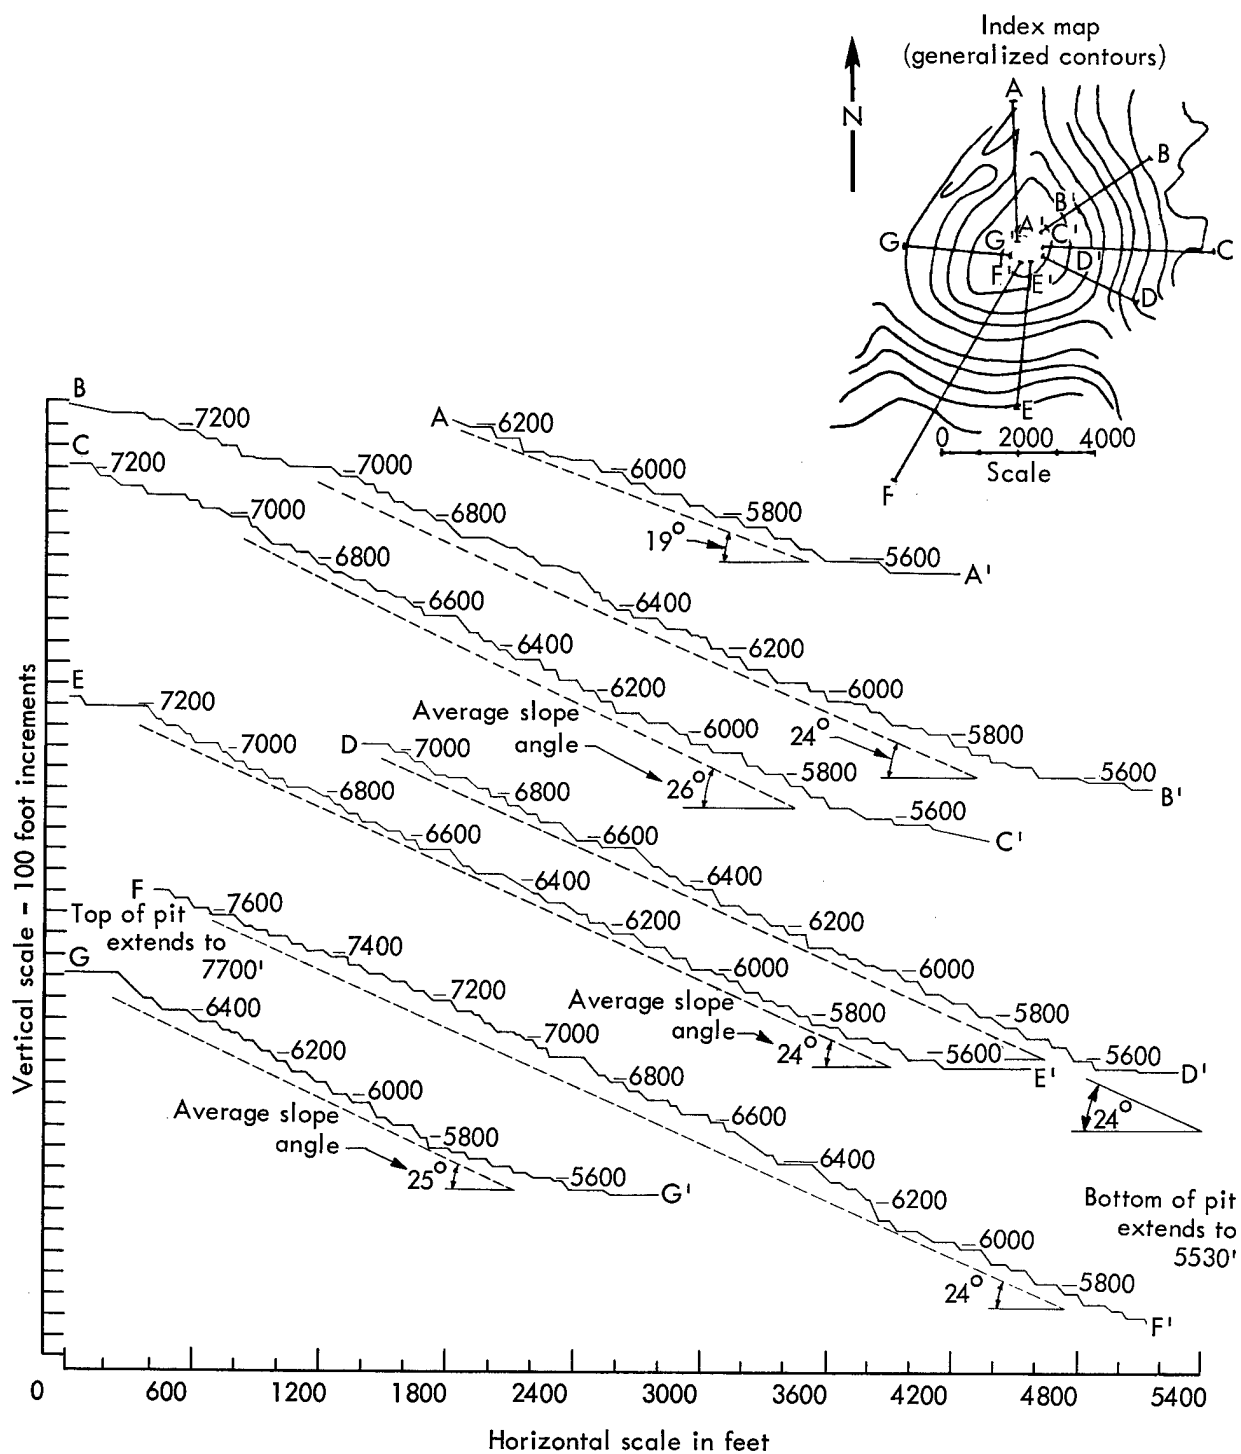 Index map
(generalized contours)
N
A
B
B'
A'
C'
G
G'
C
F'
D'
E'
D
E
F
0 2000 4000
Scale
B
7200
7000
6800
6400
6200
6000
5800
5600
B'
24°
A
6200
6000
5800
5600
A'
19°
C
7200
7000
6800
6600
6400
6200
6000
5800
5600
C'
Average slope
angle
26°
E
7200
7000
6800
6600
6400
6200
6000
5800
5600
E'
Average slope
angle
24°
D
7000
6800
6600
6400
6200
6000
5800
5600
D'
24°
F
7600
7400
7200
7000
6800
6600
6400
6200
6000
5800
F'
24°
Top of pit
extends to
7700'
G
6400
6200
6000
5800
5600
G'
Average slope
angle
25°
Bottom of pit
extends to
5530'
Vertical scale - 100 foot increments
0 600 1200 1800 2400 3000 3600 4200 4800 5400
Horizontal scale in feet